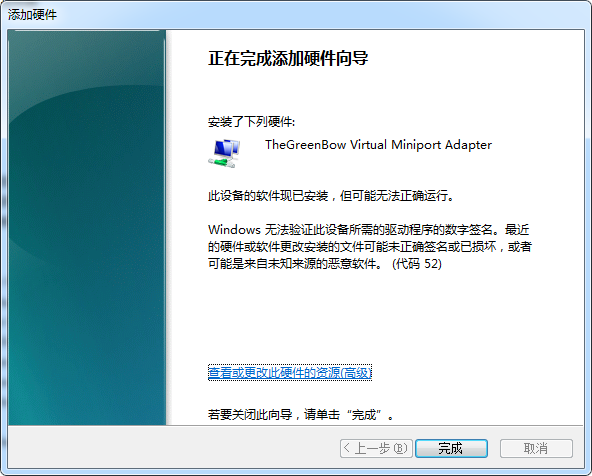 添加硬件
正在完成添加硬件向导
安装了下列硬件:
TheGreenBow Virtual Miniport Adapter
此设备的软件现已安装，但可能无法正确运行。
Windows 无法验证此设备所需的驱动程序的数字签名。最近
的硬件或软件更改安装的文件可能未正确签名或已损坏，或者
可能是来自未知来源的恶意软件。 (代码 52)
查看或更改此硬件的资源(高级)
若要关闭此向导，请单击“完成”。
< 上一步(B)
完成
取消